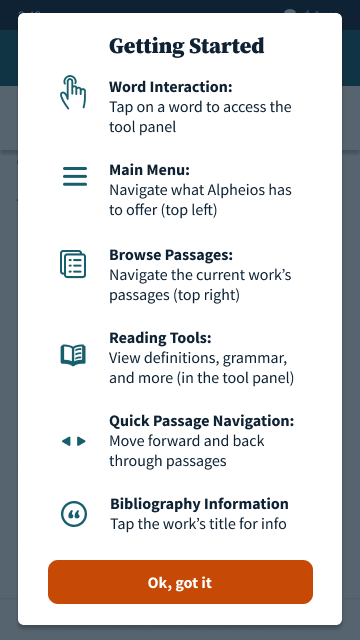 Getting Started
Word Interaction:
Tap on a word to access the
tool panel
Main Menu:
Navigate what Alpheios has
to offer (top left)
Browse Passages:
Navigate the current work's
passages (top right)
Reading Tools:
View definitions, grammar,
and more (in the tool panel)
Quick Passage Navigation:
Move forward and back
through passages
Bibliography Information
Tap the work's title for info
Ok, got it